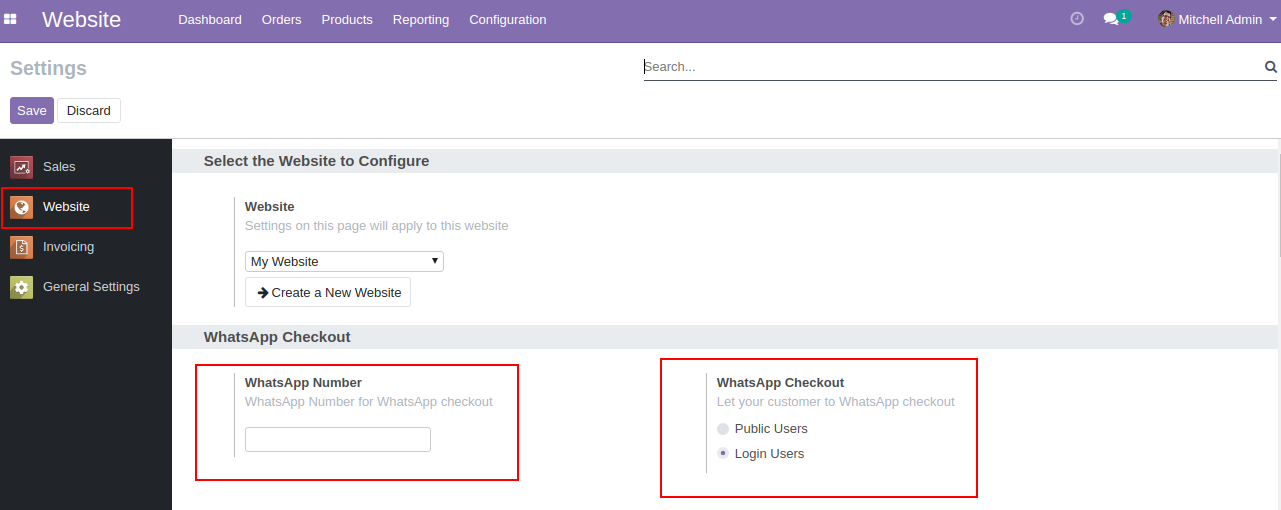 Website Dashboard Orders Products Reporting Configuration 1 Mitchell Admin
Settings
Search...
Save Discard
Sales
Website
Invoicing
General Settings
Select the Website to Configure
Website
Settings on this page will apply to this website
My Website
Create a New Website
WhatsApp Checkout
WhatsApp Number
WhatsApp Number for WhatsApp checkout
WhatsApp Checkout
Let your customer to WhatsApp checkout
Public Users
Login Users